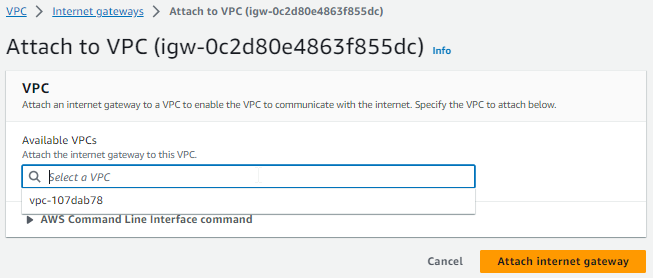 VPC > Internet gateways > Attach to VPC (igw-0c2d80e4863f855dc)
Attach to VPC (igw-0c2d80e4863f855dc) Info
VPC
Attach an internet gateway to a VPC to enable the VPC to communicate with the internet. Specify the VPC to attach below.
Available VPCs
Attach the internet gateway to this VPC.
Select a VPC
vpc-107dab78
AWS Command Line Interface command
Cancel Attach internet gateway